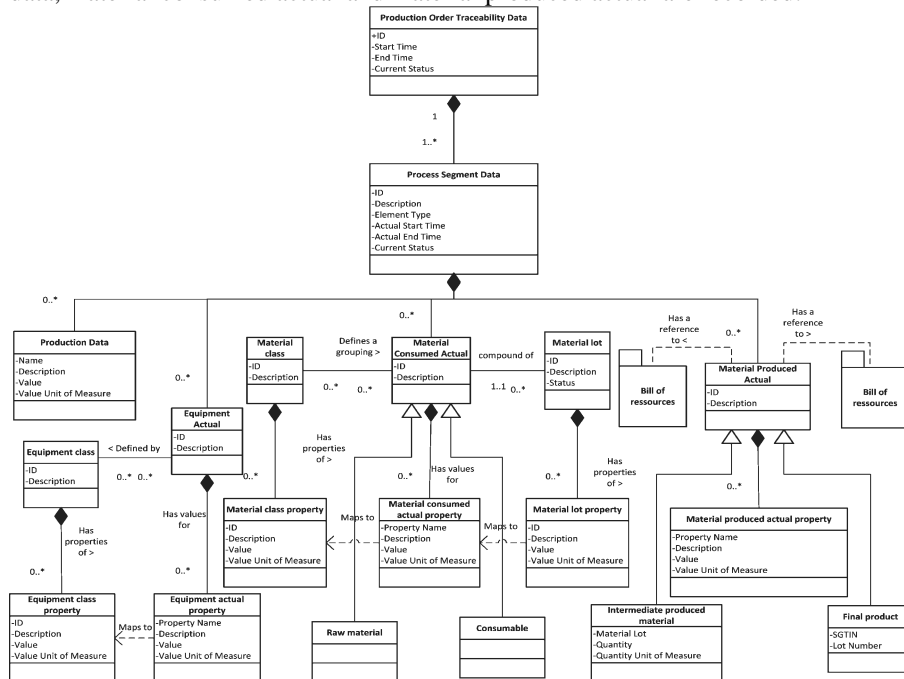 data, material consumed actual and material produced actual are recorded.
Production Order Traceability Data
+ID
-Start Time
-End Time
-Current Status
1
1..*
Process Segment Data
-ID
-Description
-Element Type
-Actual Start Time
-Actual End Time
-Current Status
0..*
Production Data
-Name
-Description
-Value
-Value Unit of Measure
0..*
Equipment
Actual
-ID
-Description
Equipment class
-ID
-Description
< Defined by
0..* 0..*
Has
properties
of >
0..*
Equipment class
property
-ID
-Description
-Value
-Value Unit of Measure
Maps to
Has values
for
0..*
Equipment actual
property
-Property Name
-Description
-Value
-Value Unit of Measure
Material
class
-ID
-Description
Defines a
grouping >
0..* 0..*
0..*
Material
Consumed Actual
-ID
-Description
compound of
1..1 0..*
Material lot
-ID
-Description
-Status
Has
properties
of >
0..*
Material class property
-ID
-Description
-Value
-Value Unit of Measure
Maps to
0..*
Has values
for
Material consumed
actual property
-Property Name
-Description
-Value
-Value Unit of Measure
Maps to
Has
properties
of >
0..*
Material lot property
-ID
-Description
-Value
-Value Unit of Measure
Raw material
Consumable
Has a
reference
to <
Bill of
ressources
0..*
Has a
reference
to >
Bill of
ressources
Material Produced
Actual
-ID
-Description
0..*
Material produced actual property
-Property Name
-Description
-Value
-Value Unit of Measure
Intermediate produced
material
-Material Lot
-Quantity
-Quantity Unit of Measure
Final product
-SGTIN
-Lot Number